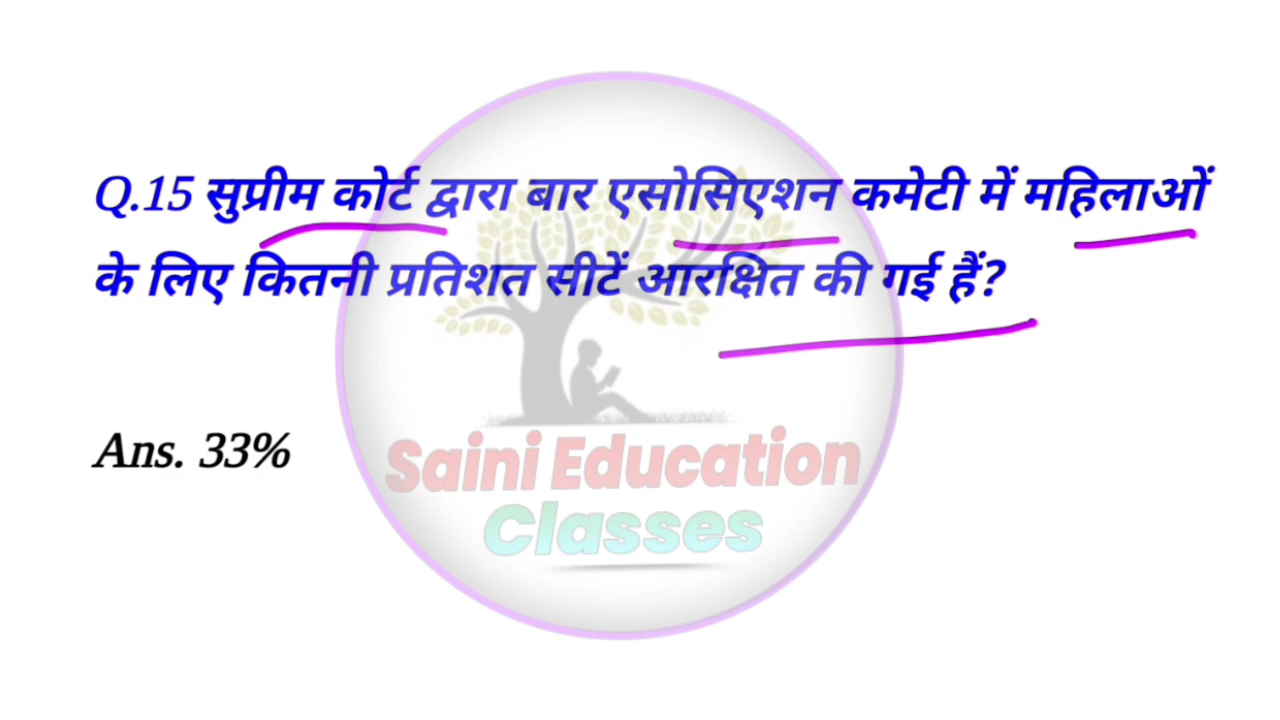 Q.15 सुप्रीम कोर्ट द्वारा बार एसोसिएशन कमेटी में महिलाओं
के लिए कितनी प्रतिशत सीटें आरक्षित की गई हैं?
Ans. 33%
Saini Education
Classes